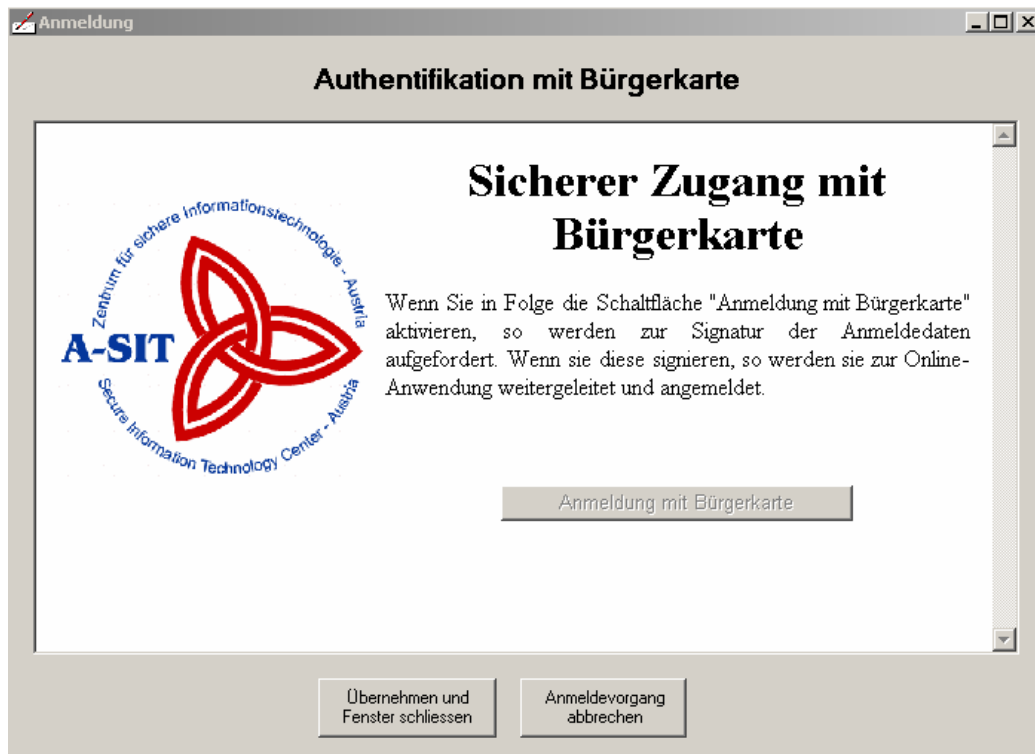 Anmeldung
Authentifikation mit Bürgerkarte
Zentrum für sichere Informationstechnologie - Austria
A-SIT
Secure Information Technology Center - Austria
Sicherer Zugang mit
Bürgerkarte
Wenn Sie in Folge die Schaltfläche "Anmeldung mit Bürgerkarte"
aktivieren, so werden zur Signatur der Anmeldedaten
aufgefordert. Wenn sie diese signieren, so werden sie zur Online-
Anwendung weitergeleitet und angemeldet.
Anmeldung mit Bürgerkarte
Übernehmen und
Fenster schliessen
Anmeldevorgang
abbrechen